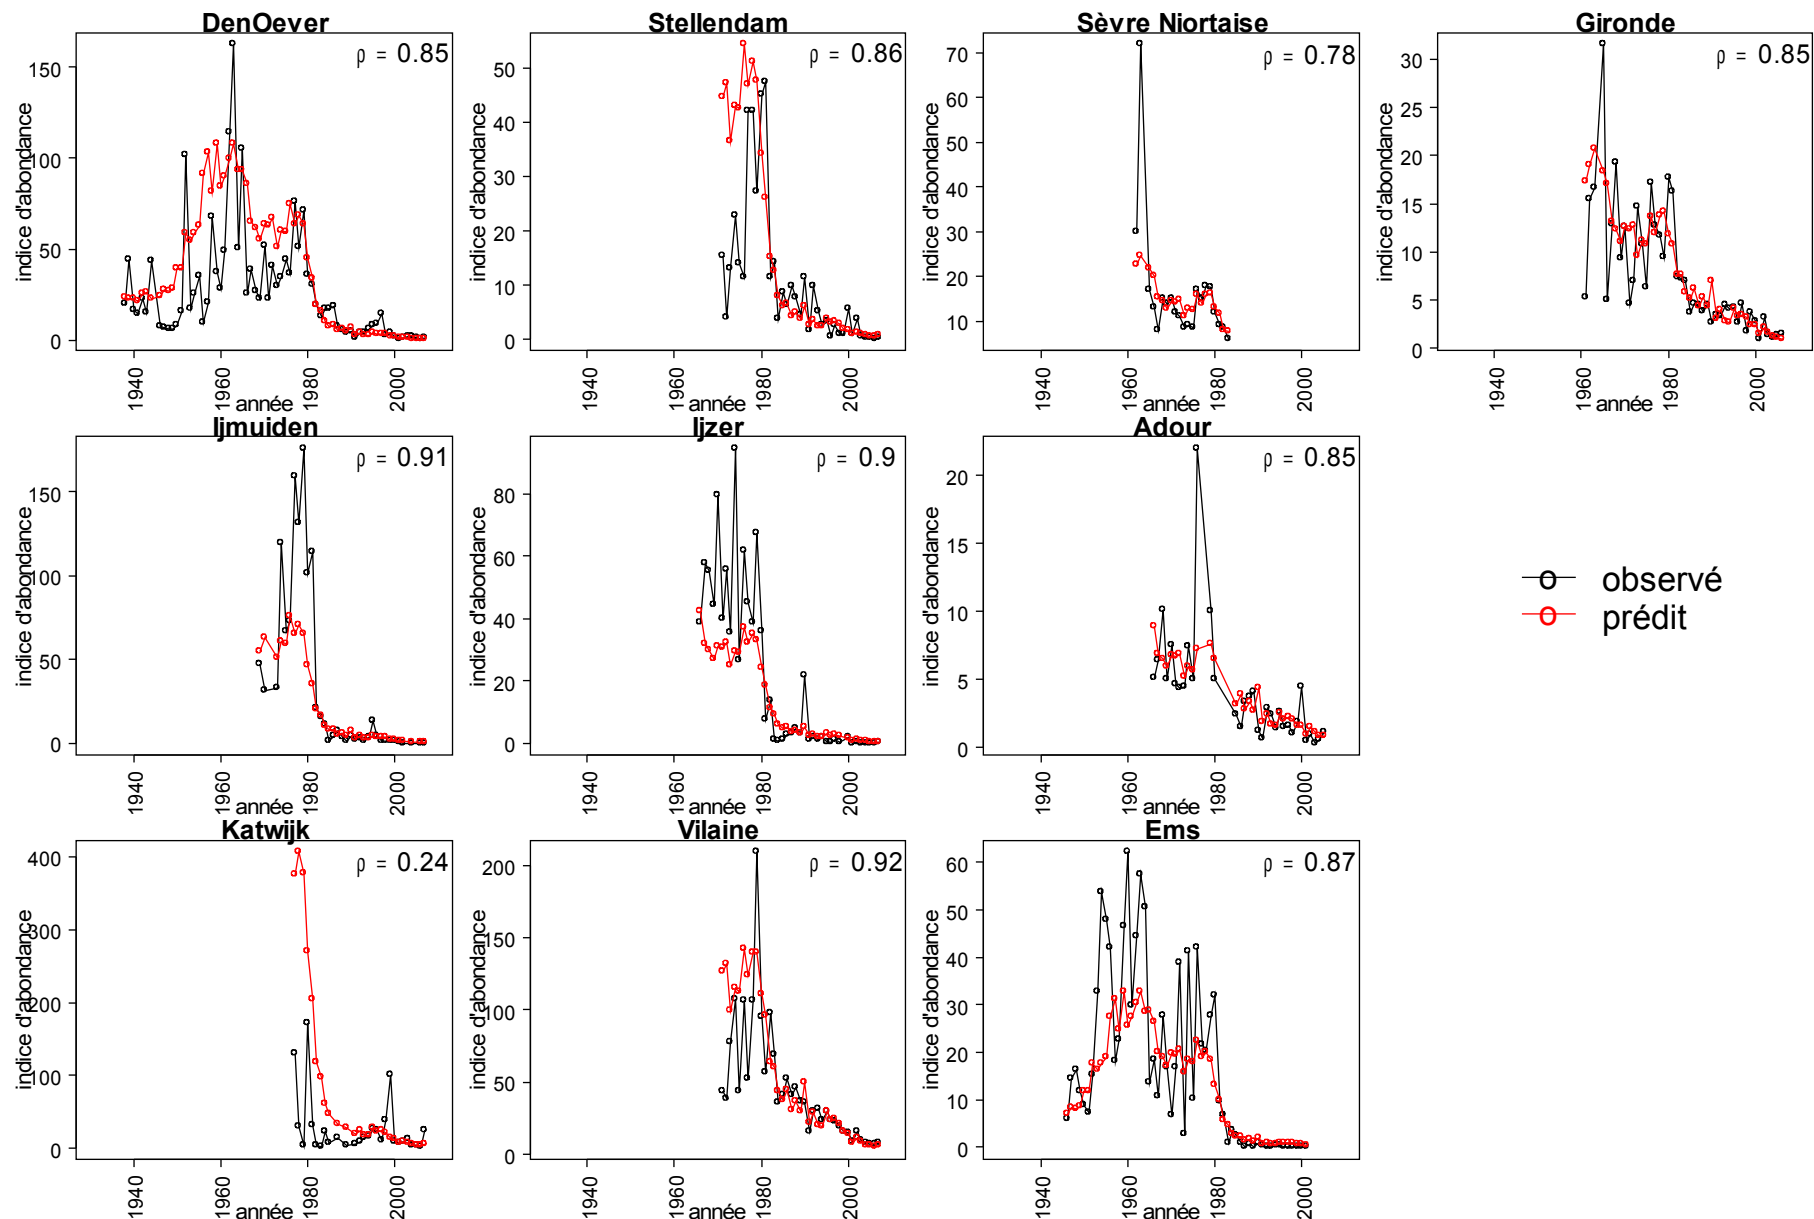 DenOever
ρ = 0.85
indice d'abondance
150
100
50
0
1940
1960
1980
2000
année
Stellendam
ρ = 0.86
indice d'abondance
50
40
30
20
10
0
1940
1960
1980
2000
année
Sèvre Niortaise
ρ = 0.78
indice d'abondance
70
60
50
40
30
20
10
1940
1960
1980
2000
année
Gironde
ρ = 0.85
indice d'abondance
30
25
20
15
10
5
0
1940
1960
1980
2000
année
Ijmuiden
ρ = 0.91
indice d'abondance
150
100
50
0
1940
1960
1980
2000
année
Ijzer
ρ = 0.9
indice d'abondance
80
60
40
20
0
1940
1960
1980
2000
année
Adour
ρ = 0.85
indice d'abondance
20
15
10
5
0
1940
1960
1980
2000
année
observé
prédit
Katwijk
ρ = 0.24
indice d'abondance
400
300
200
100
0
1940
1960
1980
2000
année
Vilaine
ρ = 0.92
indice d'abondance
200
150
100
50
0
1940
1960
1980
2000
année
Ems
ρ = 0.87
indice d'abondance
60
50
40
30
20
10
0
1940
1960
1980
2000
année